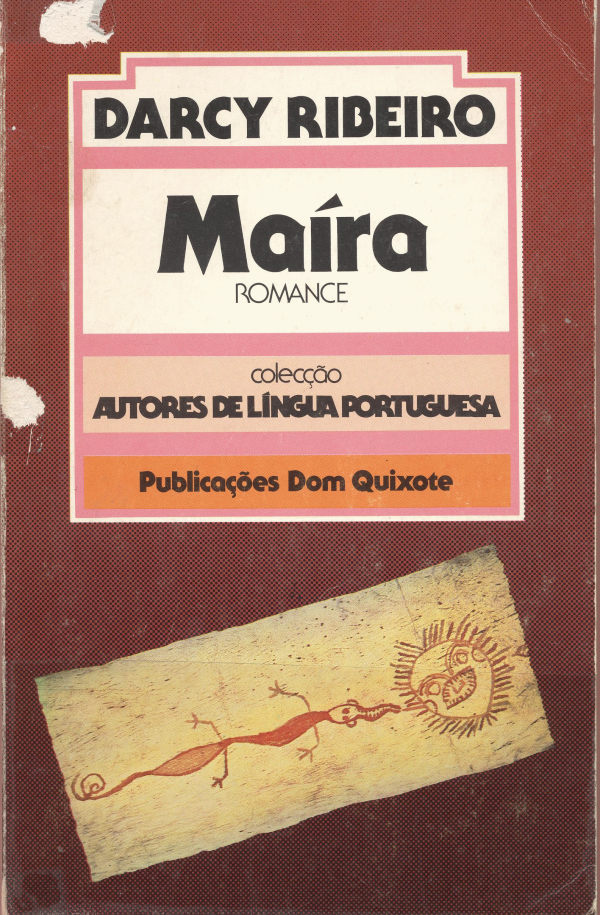 DARCY RIBEIRO
Maíra
ROMANCE
colecção
AUTORES DE LÍNGUA PORTUGUESA
Publicações Dom Quixote